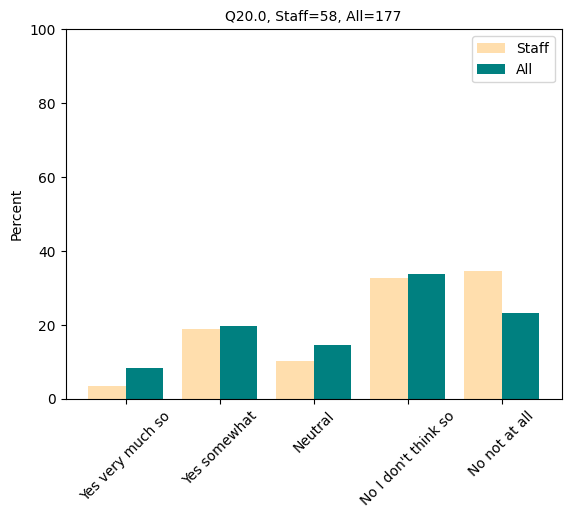 Q20.0, Staff=58, All=177
Staff
All
Percent
100
80
60
40
20
0
Yes very much so
Yes somewhat
Neutral
No I don't think so
No not at all